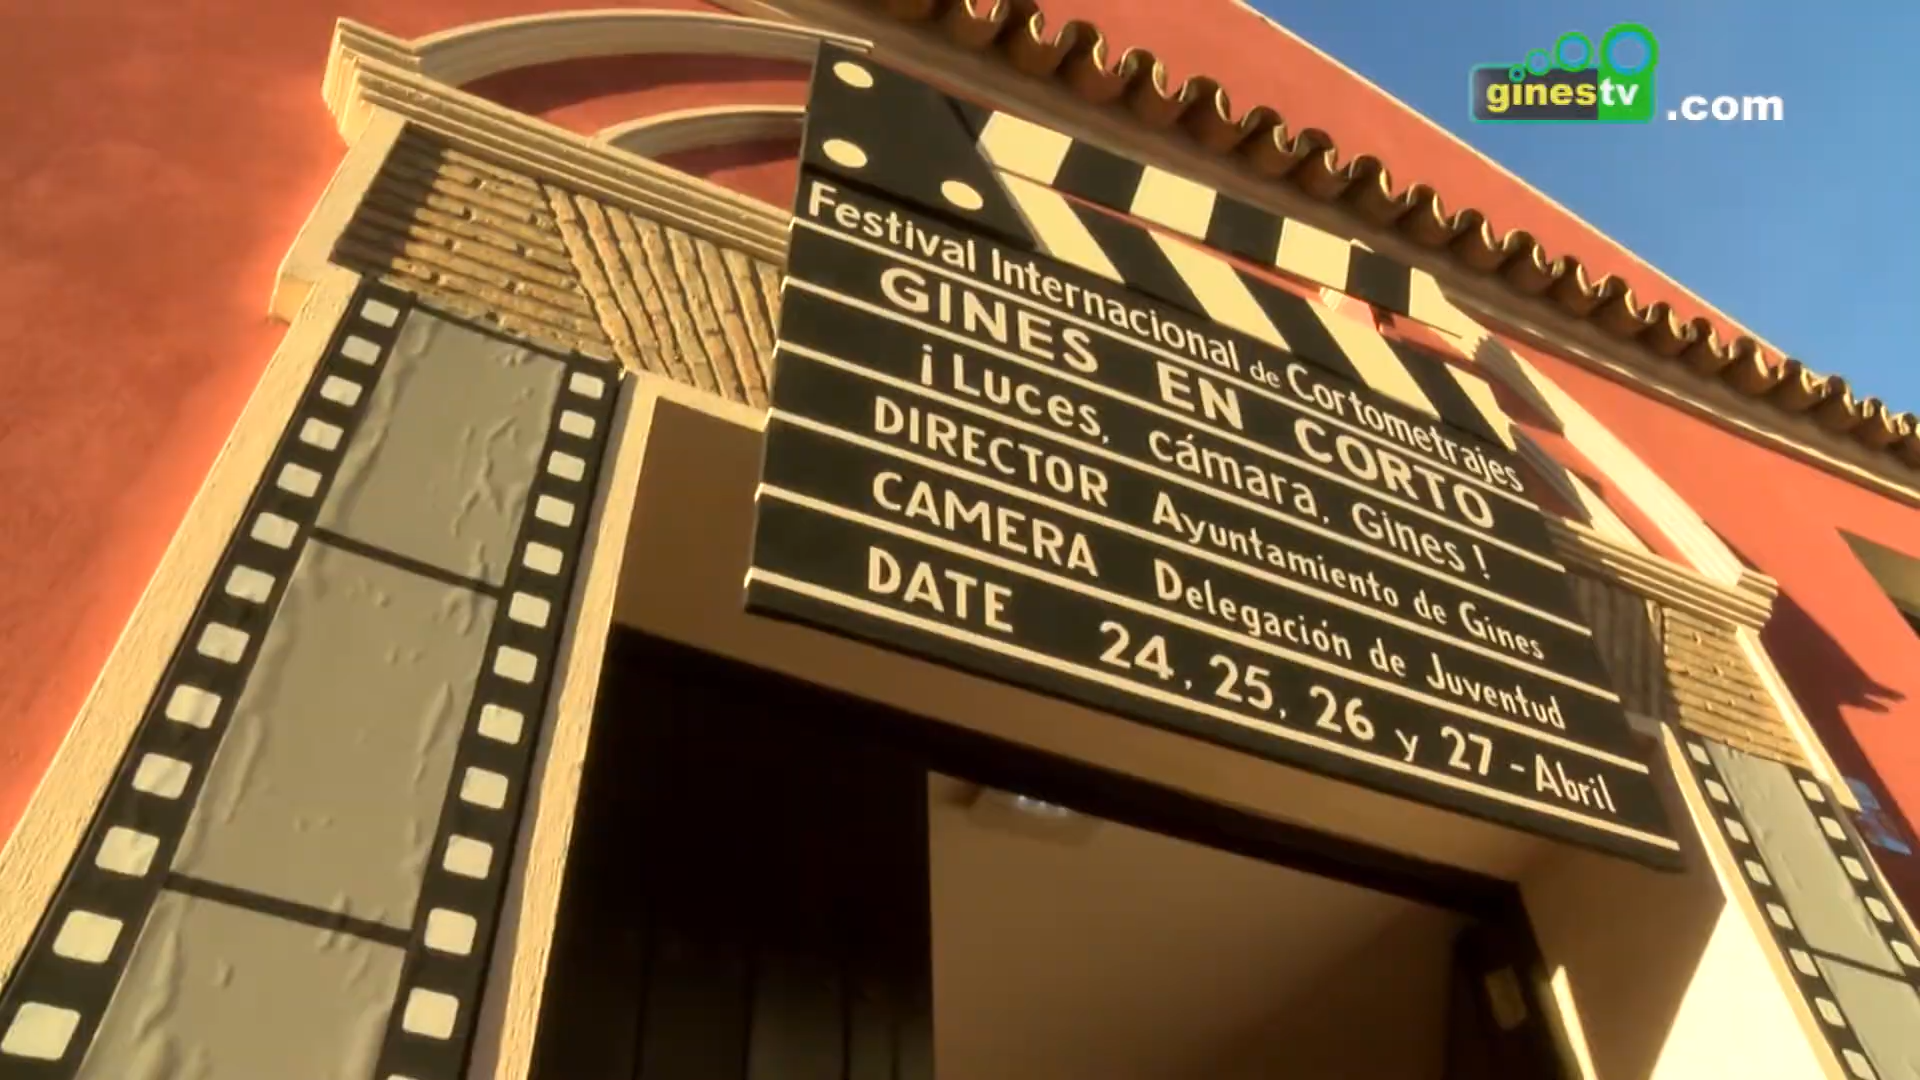 ginestv.com
Festival Internacional de Cortometrajes
GINES EN CORTO
¡Luces, cámara, Gines!
DIRECTOR Ayuntamiento de Gines
CAMERA Delegación de Juventud
DATE 24, 25, 26 y 27 - Abril